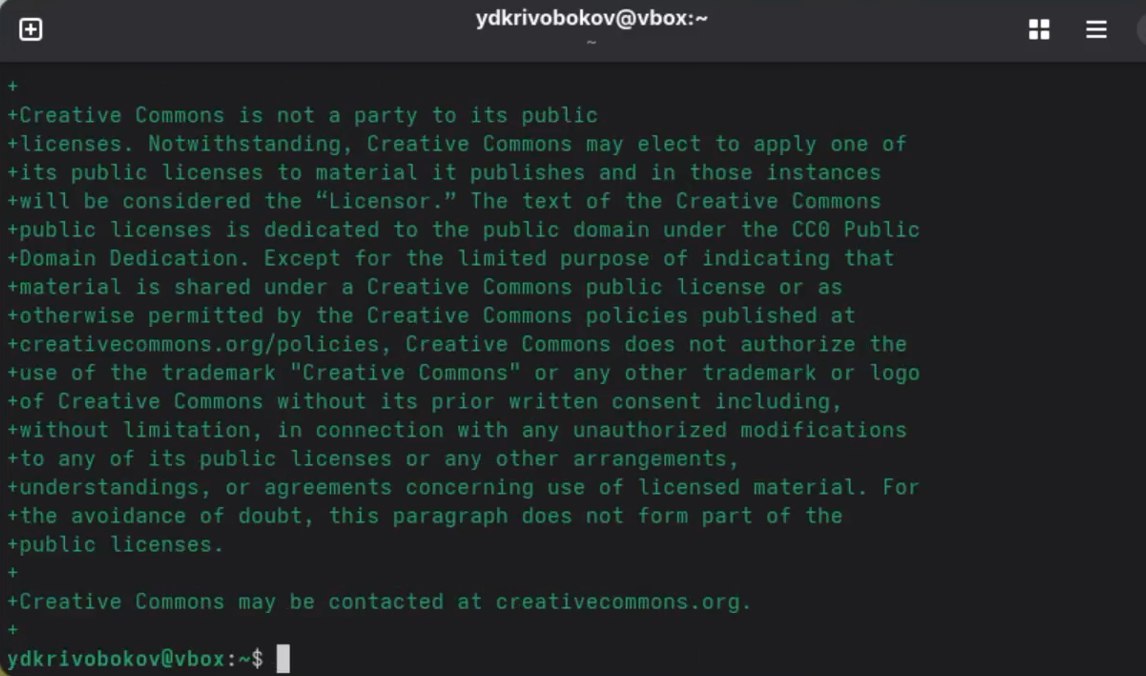 ydkrivobokov@vbox:~
~
+
+Creative Commons is not a party to its public
+licenses. Notwithstanding, Creative Commons may elect to apply one of
+its public licenses to material it publishes and in those instances
+will be considered the “Licensor.” The text of the Creative Commons
+public licenses is dedicated to the public domain under the CC0 Public
+Domain Dedication. Except for the limited purpose of indicating that
+material is shared under a Creative Commons public license or as
+otherwise permitted by the Creative Commons policies published at
+creativecommons.org/policies, Creative Commons does not authorize the
+use of the trademark "Creative Commons" or any other trademark or logo
+of Creative Commons without its prior written consent including,
+without limitation, in connection with any unauthorized modifications
+to any of its public licenses or any other arrangements,
+understandings, or agreements concerning use of licensed material. For
+the avoidance of doubt, this paragraph does not form part of the
+public licenses.
+
+Creative Commons may be contacted at creativecommons.org.
+
ydkrivobokov@vbox:~$